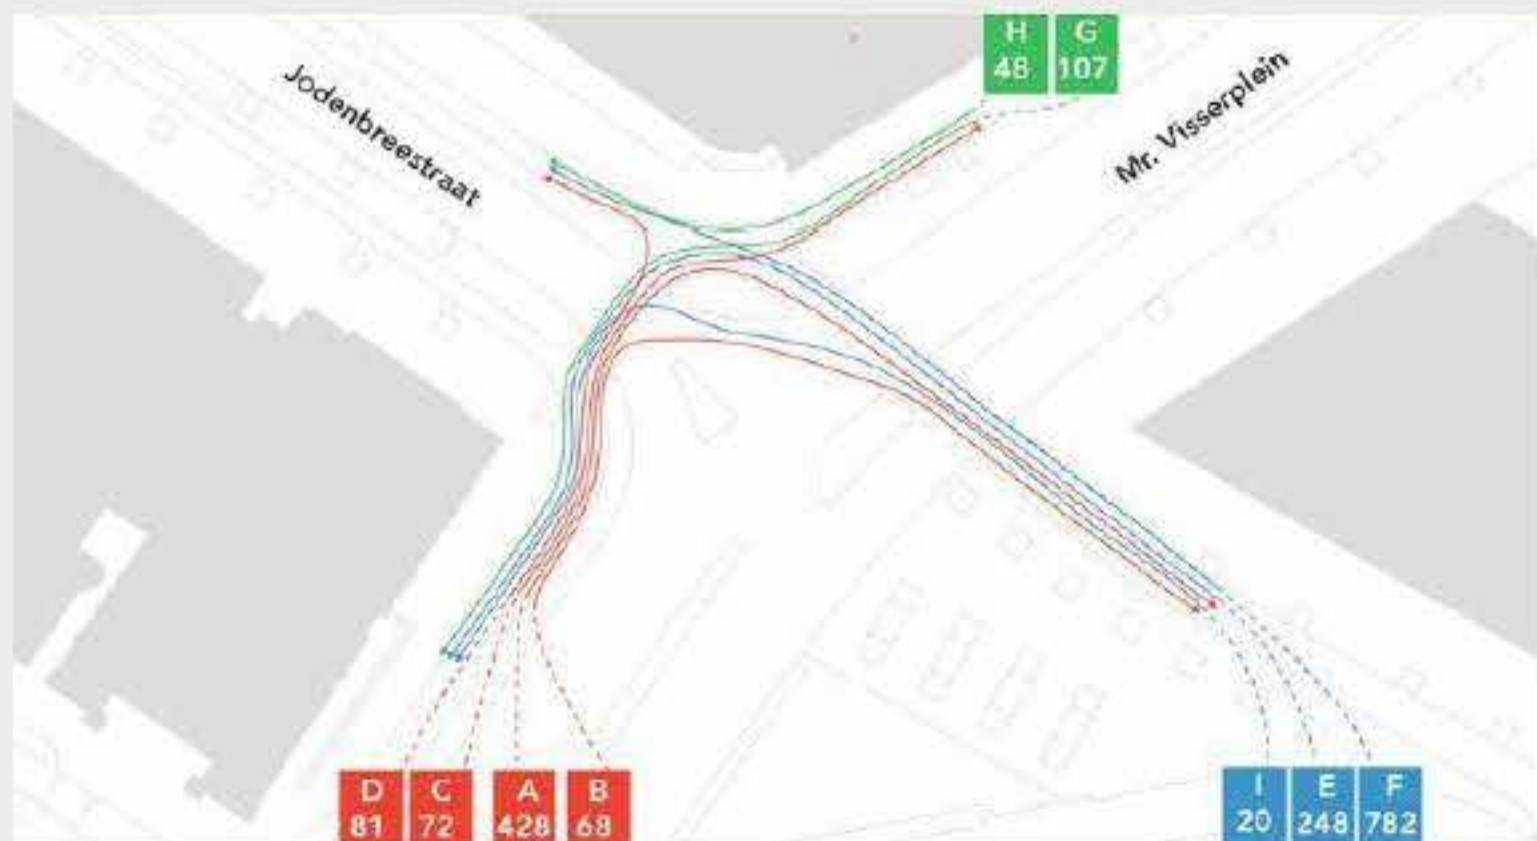 Jodenbreestraat
H G
48 107
Mr. Visserplein
D C A B
81 72 428 68
I E F
20 248 782